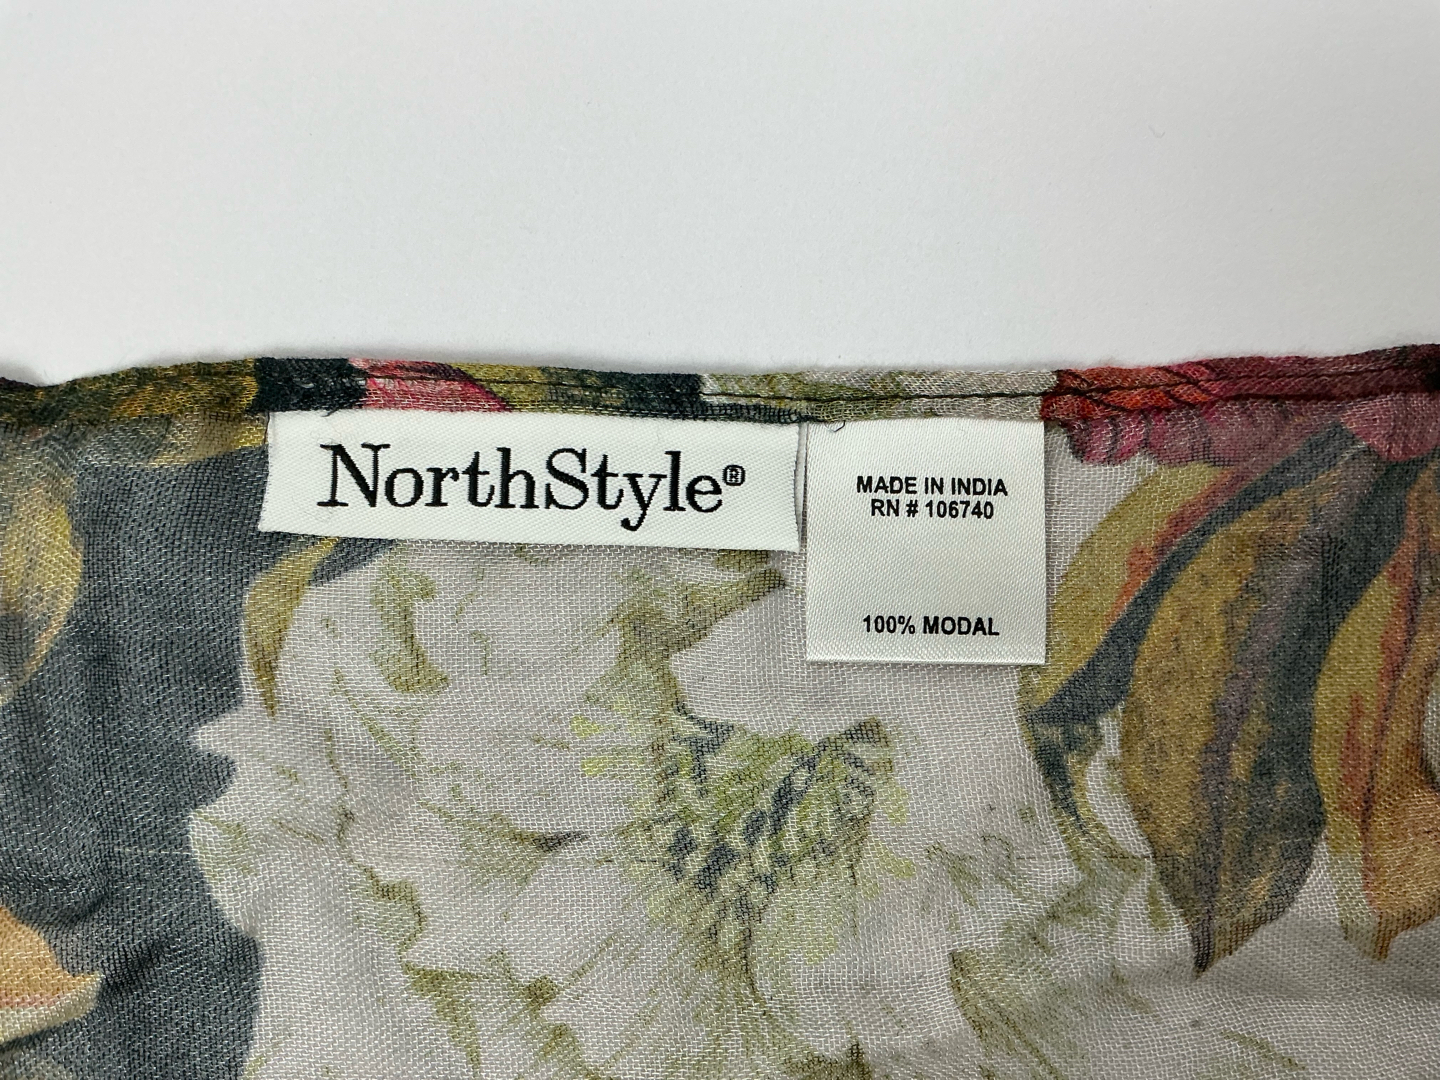 NorthStyle®
MADE IN INDIA
RN # 106740
100% MODAL